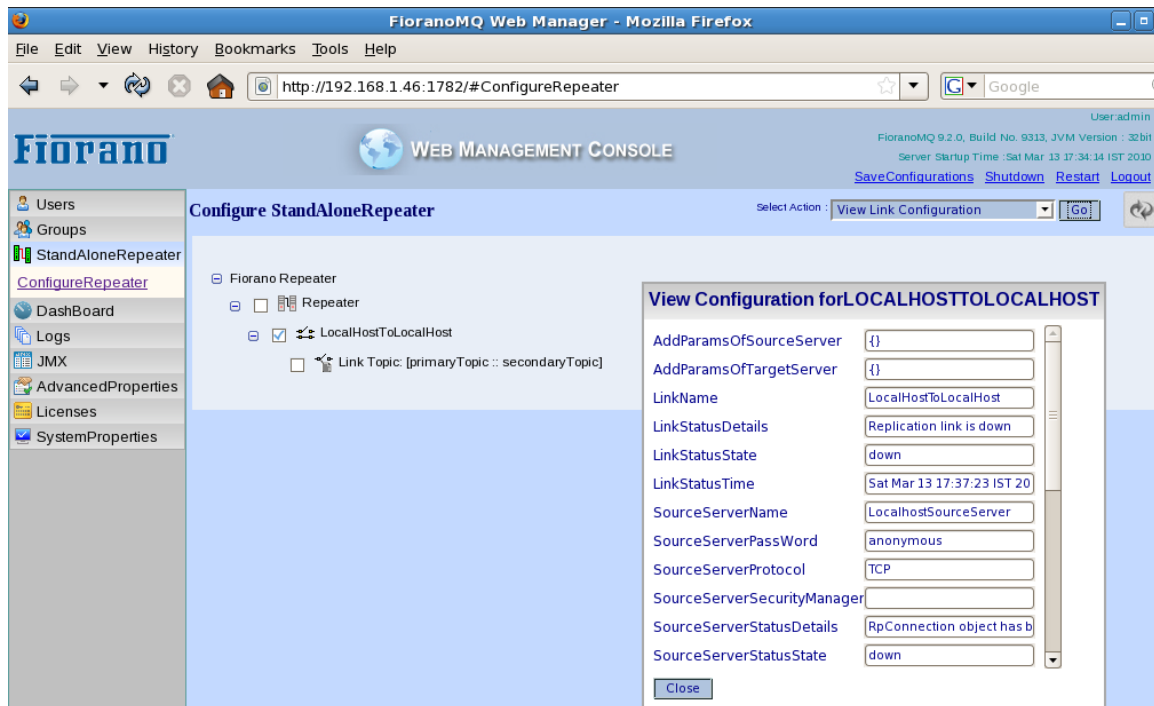 FioranoMQ Web Manager - Mozilla Firefox
File Edit View History Bookmarks Tools Help
http://192.168.1.46:1782/#ConfigureRepeater
G Google
User:admin
Fiorano
WEB MANAGEMENT CONSOLE
FioranoMQ 9.2.0, Build No. 9313, JVM Version : 32bit
Server Startup Time :Sat Mar 13 17:34:14 IST 2010
SaveConfigurations Shutdown Restart Logout
Users
Groups
StandAloneRepeater
ConfigureRepeater
DashBoard
Logs
JMX
AdvancedProperties
Licenses
SystemProperties
Configure StandAloneRepeater
Select Action : View Link Configuration Go
Fiorano Repeater
Repeater
LocalHostToLocalHost
Link Topic: [primaryTopic :: secondaryTopic]
View Configuration forLOCALHOSTTOLOCALHOST
AddParamsOfSourceServer {}
AddParamsOfTargetServer {}
LinkName LocalHostToLocalHost
LinkStatusDetails Replication link is down
LinkStatusState down
LinkStatusTime Sat Mar 13 17:37:23 IST 20
SourceServerName LocalhostSourceServer
SourceServerPassWord anonymous
SourceServerProtocol TCP
SourceServerSecurityManager
SourceServerStatusDetails RpConnection object has b
SourceServerStatusState down
Close